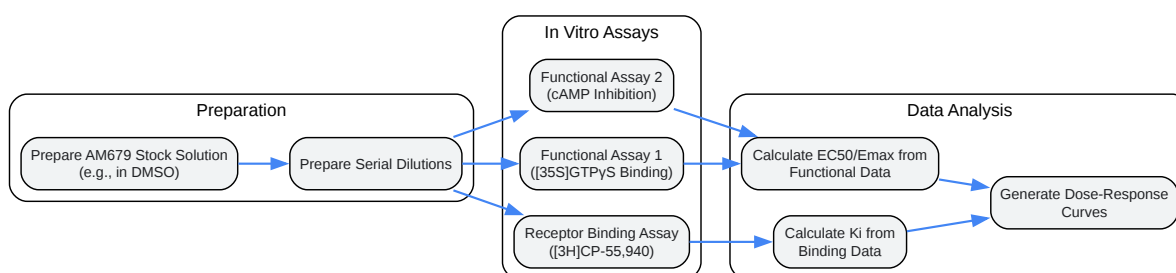 Preparation
Prepare AM679 Stock Solution
(e.g., in DMSO)
Prepare Serial Dilutions
In Vitro Assays
Functional Assay 2
(cAMP Inhibition)
Functional Assay 1
([35S]GTPγS Binding)
Receptor Binding Assay
([3H]CP-55,940)
Data Analysis
Calculate EC50/Emax from
Functional Data
Calculate Ki from
Binding Data
Generate Dose-Response
Curves